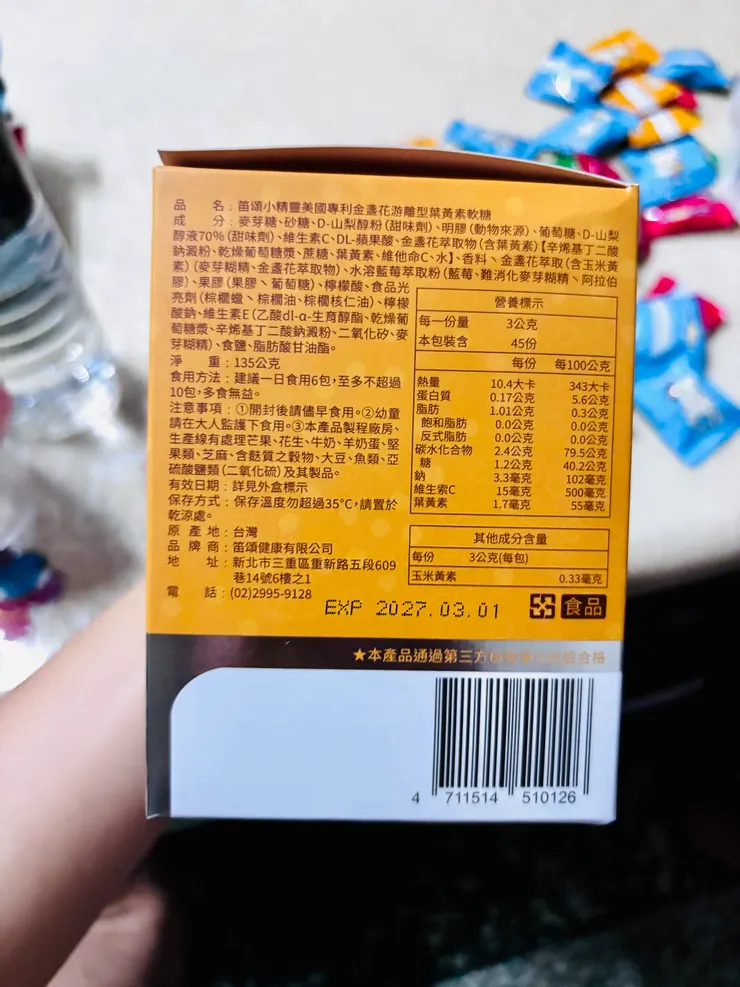 品　　名：笛頌小精靈美國專利金盞花游離型葉黃素軟糖
成　　分：麥芽糖、砂糖、D-山梨醇粉(甜味劑)、明膠(動物來源)、葡萄糖、D-山梨
醇液70%(甜味劑)、維生素C、DL-蘋果酸、金盞花萃取物(含葉黃素)【辛烯基丁二酸
鈉澱粉、乾燥葡萄糖漿、蔗糖、葉黃素、維他命C、水】、香料、金盞花萃取(含玉米黃
素)(麥芽糊精、金盞花萃取物)、水溶藍莓萃取粉(藍莓、難消化麥芽糊精、阿拉伯
膠)、果膠(果膠、葡萄糖)、檸檬酸、食品光
亮劑(棕櫚蠟、棕櫚油、棕櫚核仁油)、檸檬
酸鈉、維生素E(乙酸dl-α-生育醇酯、乾燥葡
萄糖漿、辛烯基丁二酸鈉澱粉、二氧化矽、麥
芽糊精)、食鹽、脂肪酸甘油酯。
淨　　重：135公克
食用方法：建議一日食用6包，至多不超過
10包，多食無益。
注意事項：①開封後請儘早食用。②幼童
請在大人監護下食用。③本產品製程廠房、
生產線有處理芒果、花生、牛奶、羊奶蛋、堅
果類、芝麻、含麩質之穀物、大豆、魚類、亞
硫酸鹽類(二氧化硫)及其製品。
有效日期：詳見外盒標示
保存方式：保存溫度勿超過35°C，請置於
乾涼處。
原 產 地：台灣
品 牌 商：笛頌健康有限公司
地　　址：新北市三重區重新路五段609
巷14號6樓之1
電　　話：(02)2995-9128
營養標示
每一份量　3公克
本包裝含　45份
每份　每100公克
熱量　10.4大卡　343大卡
蛋白質　0.17公克　5.6公克
脂肪　1.01公克　0.3公克
飽和脂肪　0.0公克　0.0公克
反式脂肪　0.0公克　0.0公克
碳水化合物　2.4公克　79.5公克
糖　1.2公克　40.2公克
鈉　3.3毫克　102毫克
維生素C　15毫克　500毫克
葉黃素　1.7毫克　55毫克
其他成分含量
每份　3公克(每包)
玉米黃素　0.33毫克
EXP 2027.03.01
食品
★本產品通過第三方檢驗合格
4 711514 510126